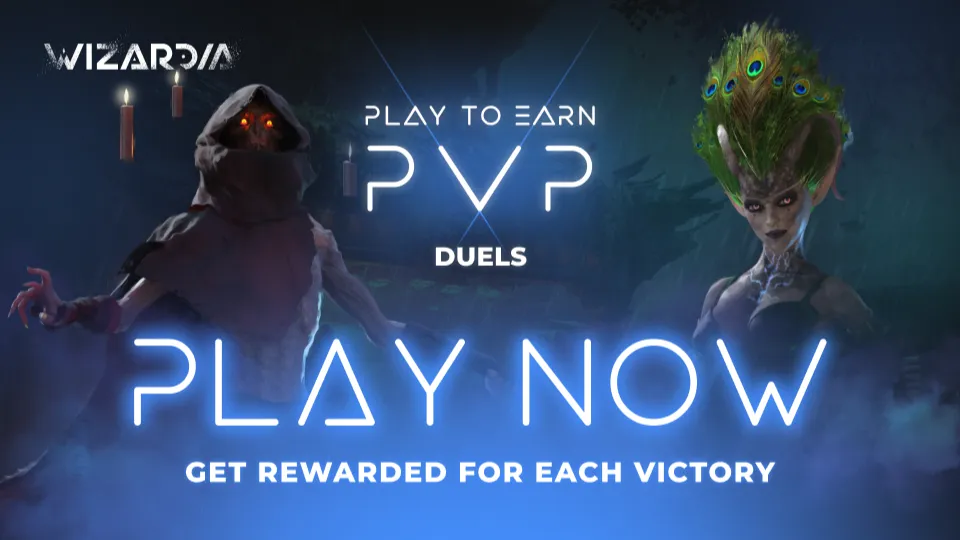 WIZARDIA
PLAY TO EARN
PVP
DUELS
PLAY NOW
GET REWARDED FOR EACH VICTORY